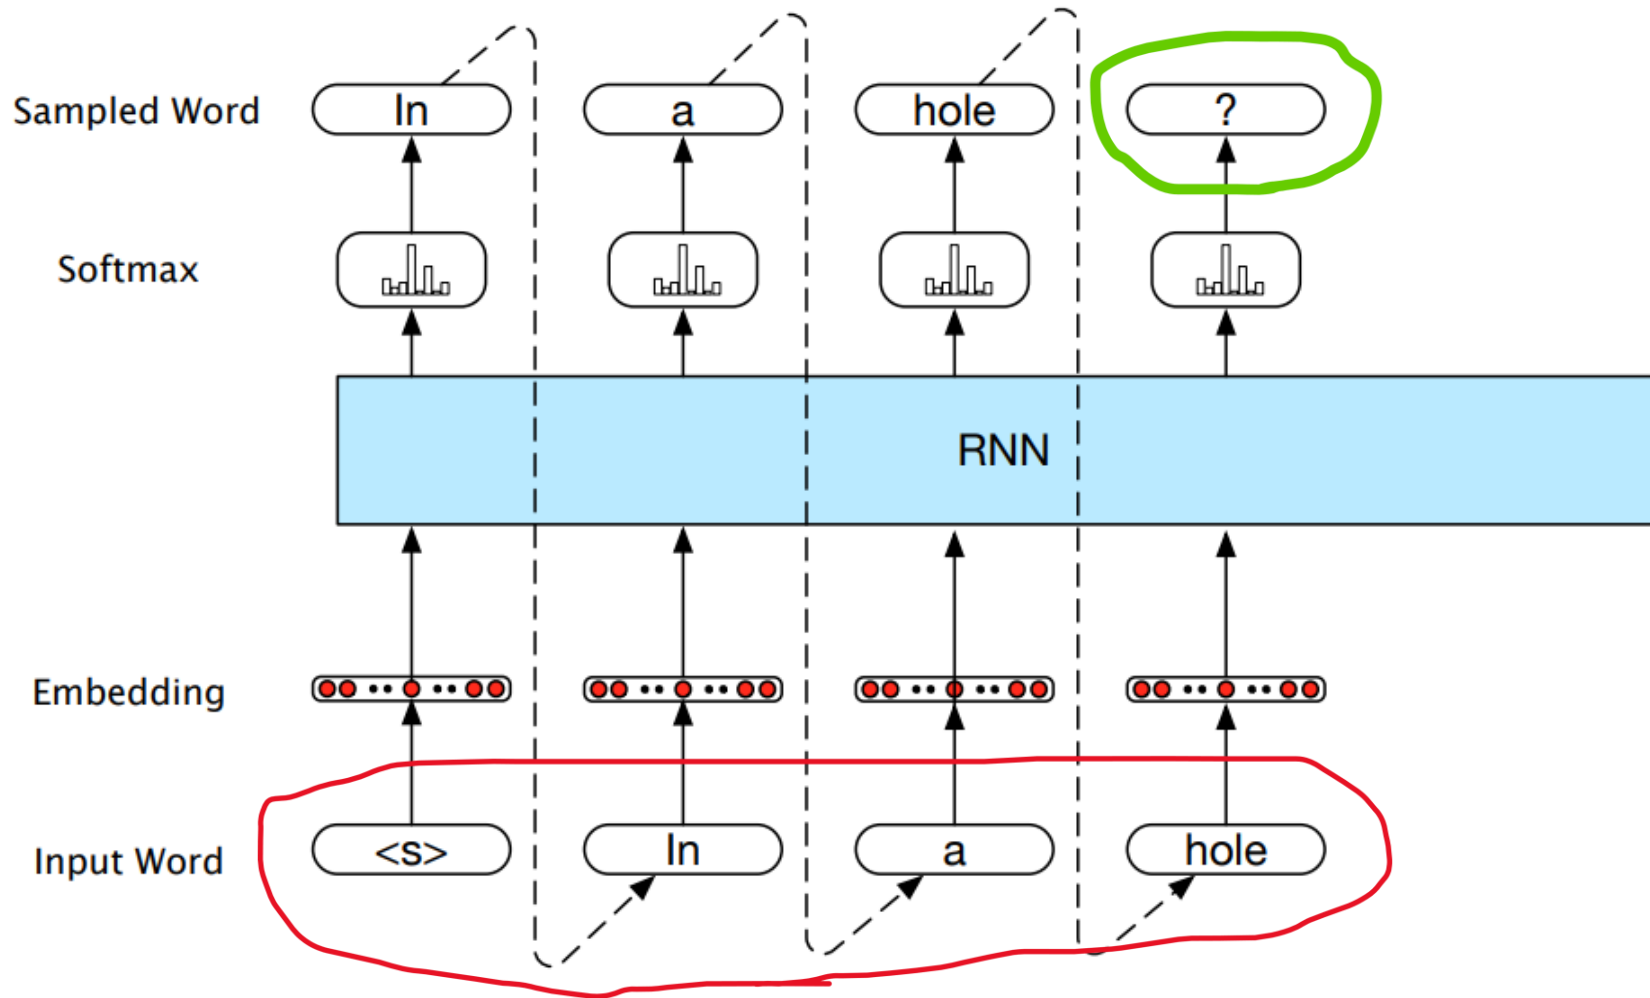 Sampled Word In a hole ?
Softmax
RNN
Embedding
Input Word <s> In a hole